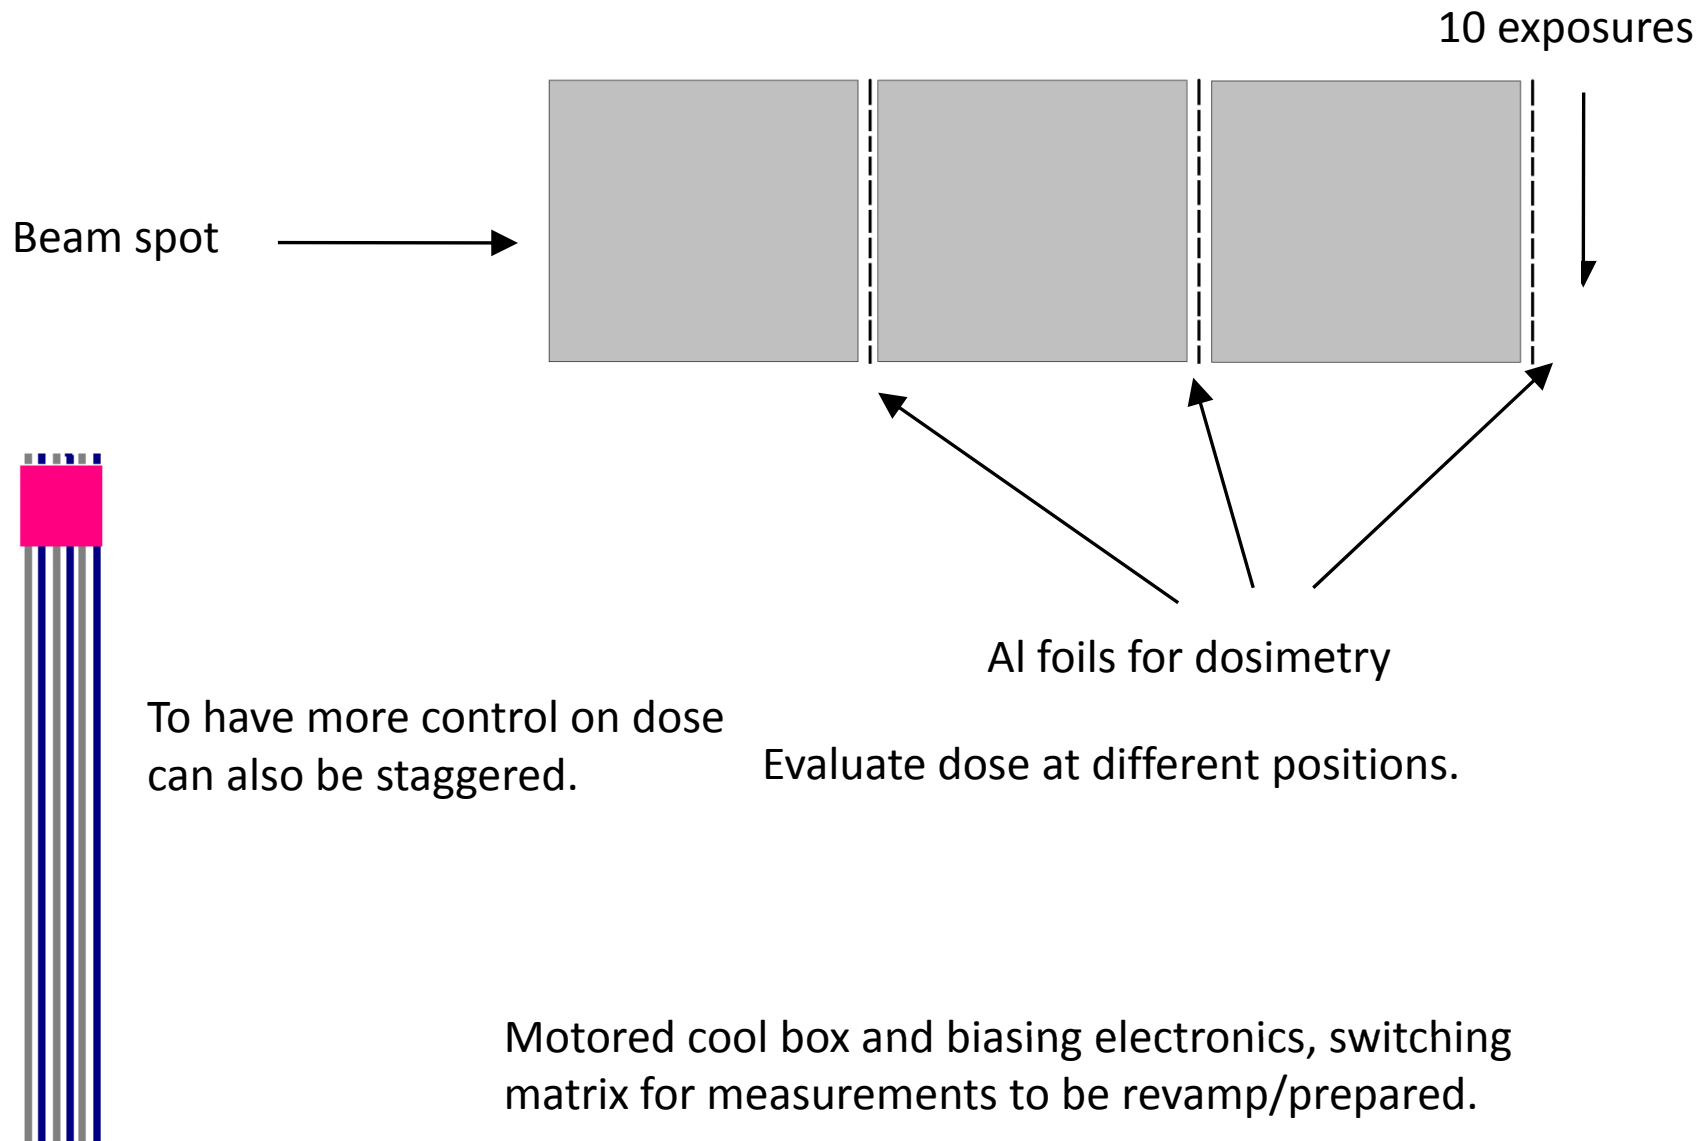 10 exposures
Beam spot
Al foils for dosimetry
To have more control on dose
can also be staggered.
Evaluate dose at different positions.
Motored cool box and biasing electronics, switching
matrix for measurements to be revamp/prepared.